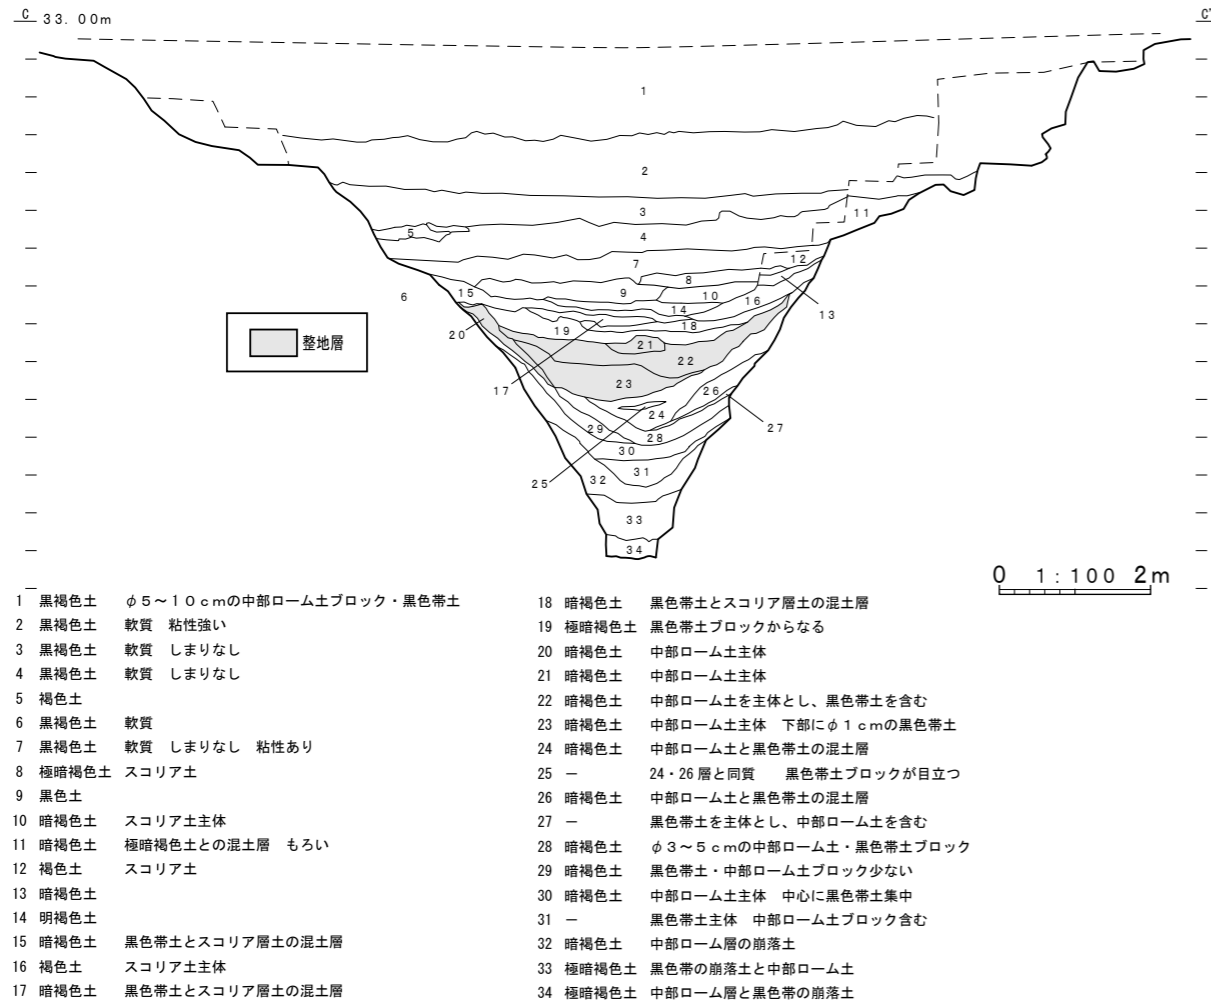 C 33.00m
C'
1
2
3
11
5
4
12
7
8
15
9
10
16
6
14
13
20
19
18
21
整地層
22
17
23
26
24
27
29
28
30
25
32
31
33
34
0 1:100 2m
1 黒褐色土 φ5～10cmの中部ローム土ブロック・黒色帯土
2 黒褐色土 軟質 粘性強い
3 黒褐色土 軟質 しまりなし
4 黒褐色土 軟質 しまりなし
5 褐色土
6 黒褐色土 軟質
7 黒褐色土 軟質 しまりなし 粘性あり
8 極暗褐色土 スコリア土
9 黒色土
10 暗褐色土 スコリア土主体
11 暗褐色土 極暗褐色土との混土層 もろい
12 褐色土 スコリア土
13 暗褐色土
14 明褐色土
15 暗褐色土 黒色帯土とスコリア層土の混土層
16 褐色土 スコリア土主体
17 暗褐色土 黒色帯土とスコリア層土の混土層
18 暗褐色土 黒色帯土とスコリア層土の混土層
19 極暗褐色土 黒色帯土ブロックからなる
20 暗褐色土 中部ローム土主体
21 暗褐色土 中部ローム土主体
22 暗褐色土 中部ローム土を主体とし、黒色帯土を含む
23 暗褐色土 中部ローム土主体 下部にφ1cmの黒色帯土
24 暗褐色土 中部ローム土と黒色帯土の混土層
25 － 24・26層と同質 黒色帯土ブロックが目立つ
26 暗褐色土 中部ローム土と黒色帯土の混土層
27 － 黒色帯土を主体とし、中部ローム土を含む
28 暗褐色土 φ3～5cmの中部ローム土・黒色帯土ブロック
29 暗褐色土 黒色帯土・中部ローム土ブロック少ない
30 暗褐色土 中部ローム土主体 中心に黒色帯土集中
31 － 黒色帯土主体 中部ローム土ブロック含む
32 暗褐色土 中部ローム層の崩落土
33 極暗褐色土 黒色帯の崩落土と中部ローム土
34 極暗褐色土 中部ローム層と黒色帯の崩落土